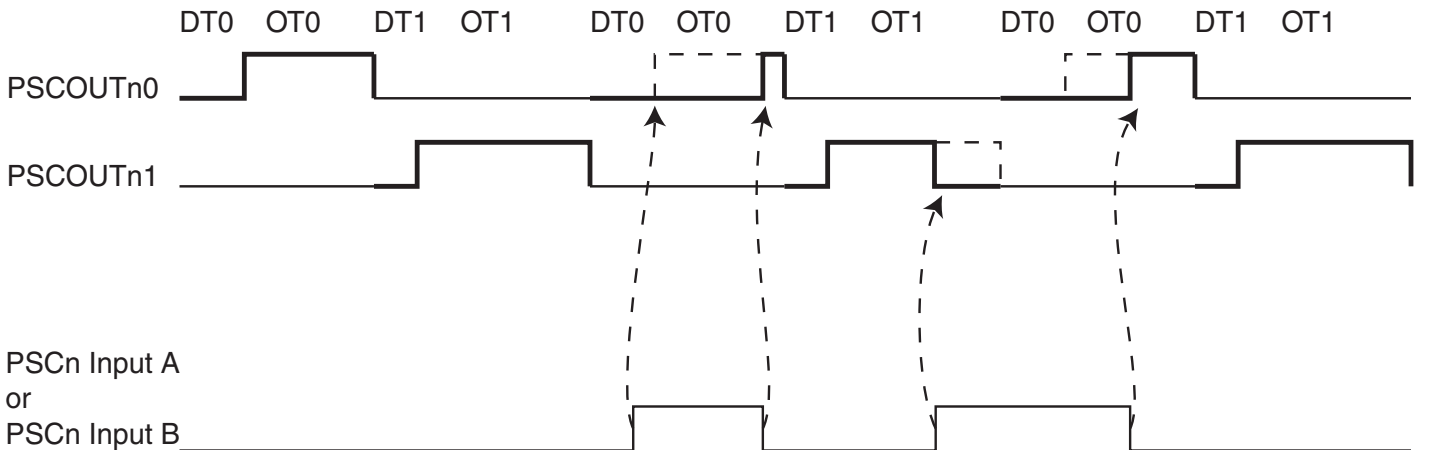 DT0 OT0 DT1 OT1 DT0 OT0 DT1 OT1 DT0 OT0 DT1 OT1
PSCOUTn0
PSCOUTn1
PSCn Input A
or
PSCn Input B